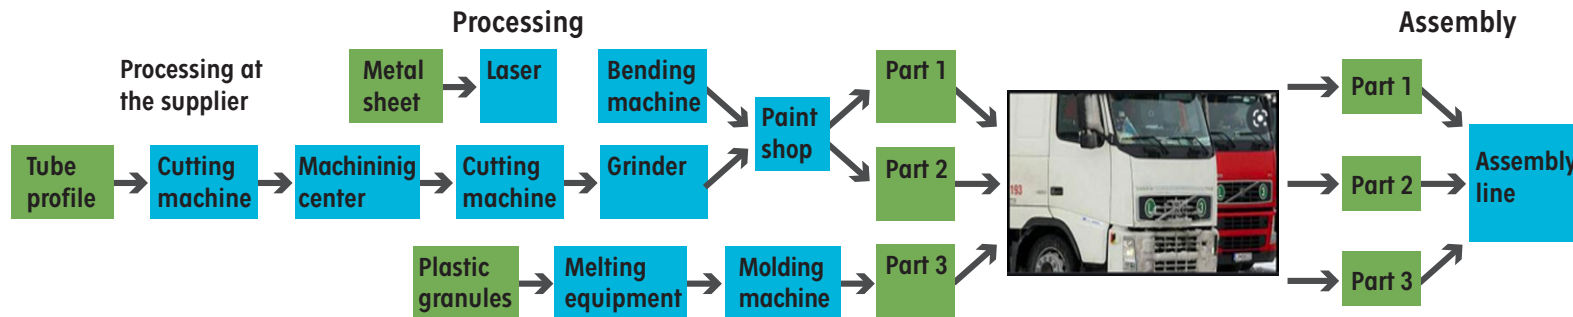 Processing
Assembly
Processing at
the supplier
Metal
sheet
Laser
Bending
machine
Paint
shop
Part 1
Part 1
Tube
profile
Cutting
machine
Machininig
center
Cutting
machine
Grinder
Part 2
193
Part 2
Assembly
line
Plastic
granules
Melting
equipment
Molding
machine
Part 3
Part 3